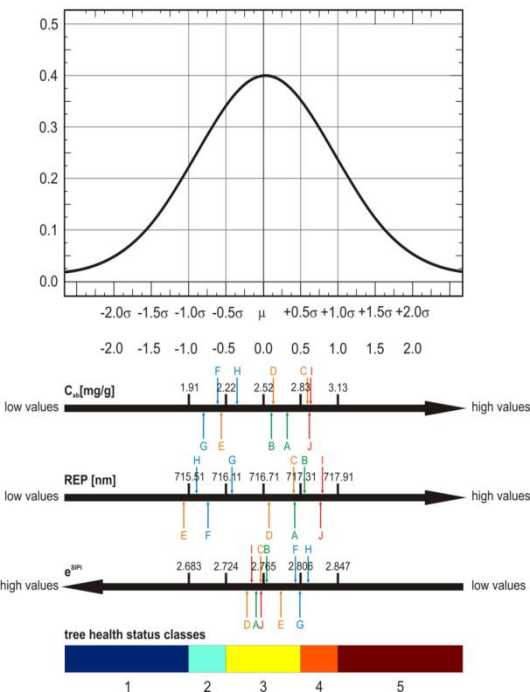 0.5
0.4
0.3
0.2
0.1
0.0
-2.0σ -1.5σ -1.0σ -0.5σ μ +0.5σ +1.0σ +1.5σ +2.0σ
-2.0 -1.5 -1.0 -0.5 0.0 0.5 1.0 1.5 2.0
F H D C I
Cab[mg/g] 1.91 2.22 2.52 2.83 3.13
low values high values
G E B A J
H G C B I
REP [nm] 715.51 716.11 716.71 717.31 717.91
low values high values
E F D A J
I C B F H
eSIPI 2.683 2.724 2.765 2.806 2.847
high values low values
D A J E G
tree health status classes
1 2 3 4 5